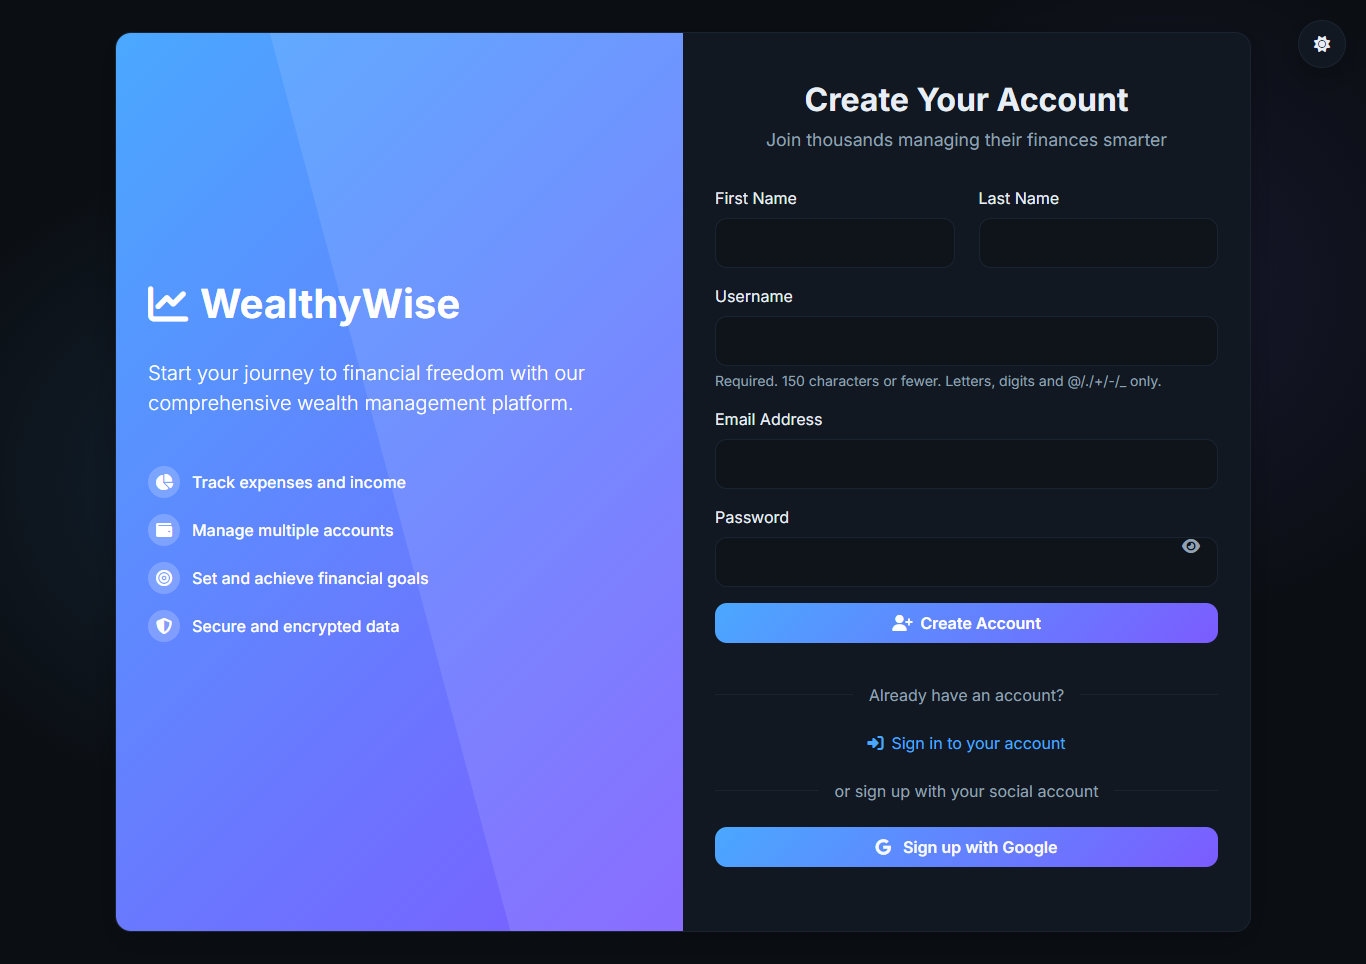 WealthyWise
Start your journey to financial freedom with our
comprehensive wealth management platform.
Track expenses and income
Manage multiple accounts
Set and achieve financial goals
Secure and encrypted data
Create Your Account
Join thousands managing their finances smarter
First Name
Last Name
Username
Required. 150 characters or fewer. Letters, digits and @/./+/-/_ only.
Email Address
Password
Create Account
Already have an account?
Sign in to your account
or sign up with your social account
Sign up with Google